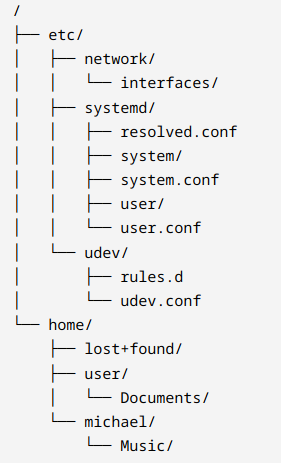 /
├── etc/
│   ├── network/
│   │   └── interfaces/
│   ├── systemd/
│   │   ├── resolved.conf
│   │   ├── system/
│   │   ├── system.conf
│   │   ├── user/
│   │   └── user.conf
│   └── udev/
│       ├── rules.d
│       └── udev.conf
└── home/
    ├── lost+found/
    ├── user/
    │   └── Documents/
    └── michael/
        └── Music/